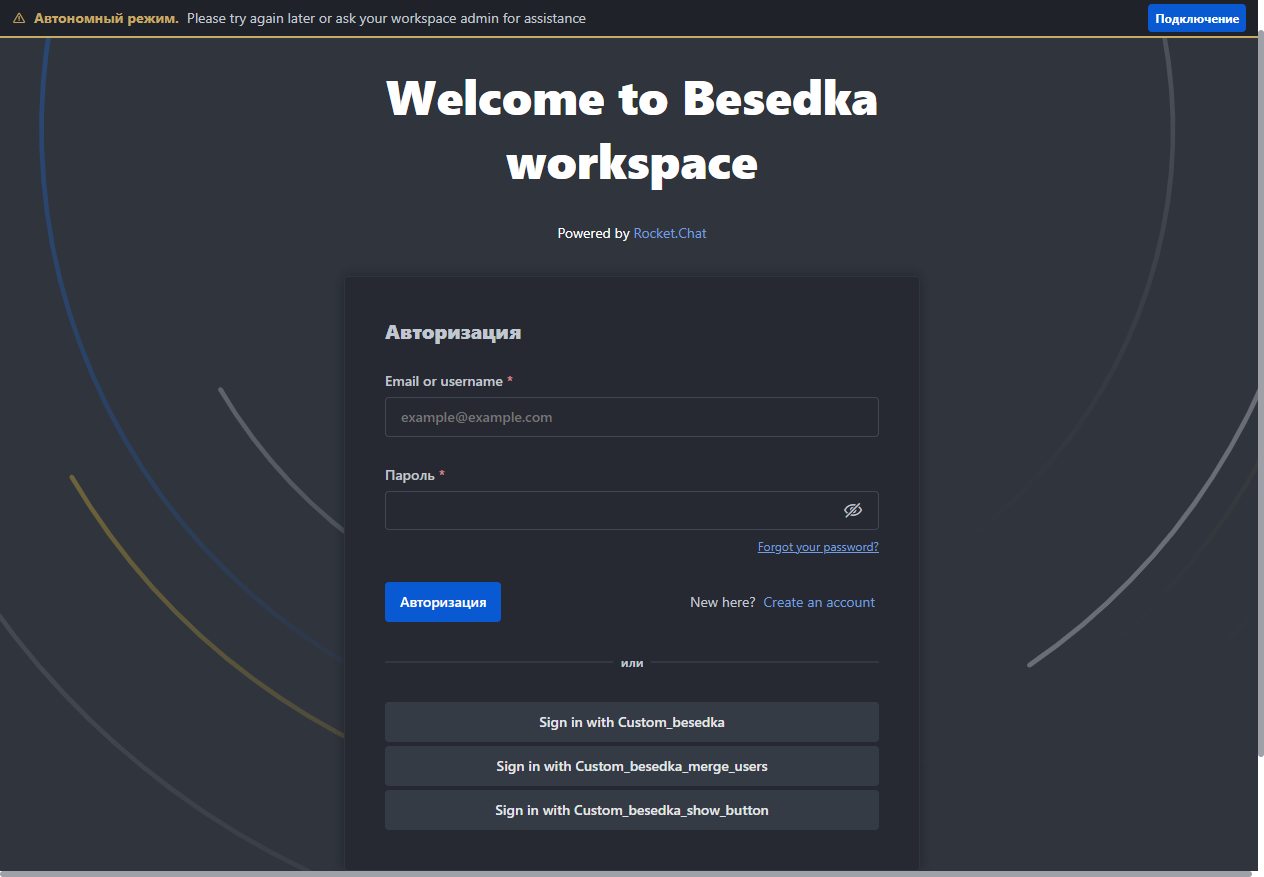 Автономный режим. Please try again later or ask your workspace admin for assistance
Подключение
Welcome to Besedka
workspace
Powered by Rocket.Chat
Авторизация
Email or username *
example@example.com
Пароль *
Forgot your password?
Авторизация
New here? Create an account
или
Sign in with Custom_besedka
Sign in with Custom_besedka_merge_users
Sign in with Custom_besedka_show_button